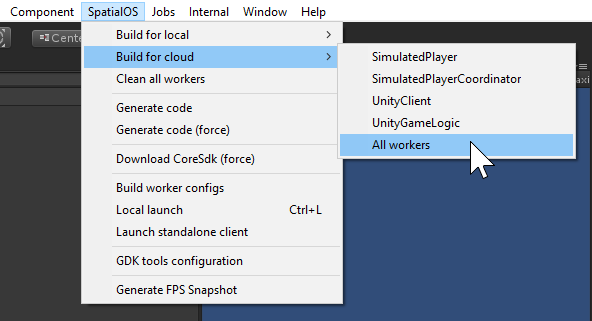 Component SpatialOS Jobs Internal Window Help
Build for local
Build for cloud
Clean all workers
Generate code
Generate code (force)
Download CoreSdk (force)
Build worker configs
Local launch Ctrl+L
Launch standalone client
GDK tools configuration
Generate FPS Snapshot
SimulatedPlayer
SimulatedPlayerCoordinator
UnityClient
UnityGameLogic
All workers
Cente
axi